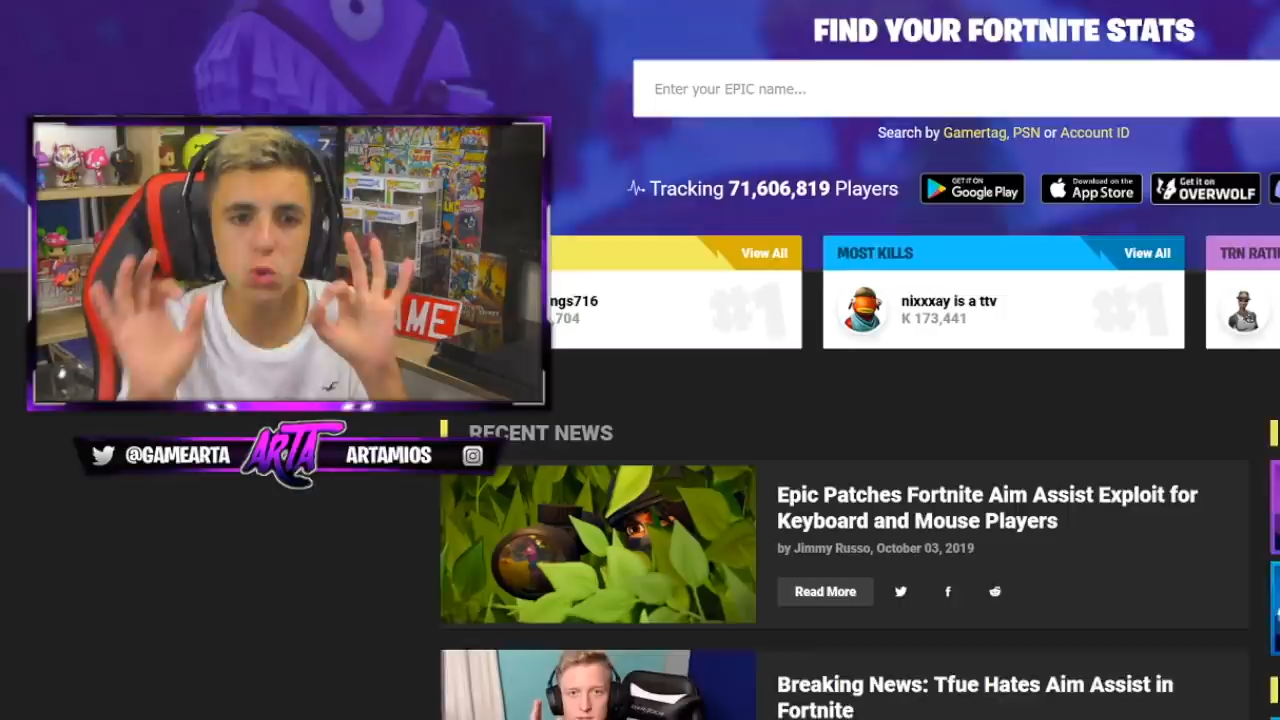 FIND YOUR FORTNITE STATS
Enter your EPIC name...
Search by Gamertag, PSN or Account ID
Tracking 71,606,819 Players
GET IT ON
Google Play
Download on the
App Store
Get it on
OVERWOLF
View All
ngs716
,704
#1
MOST KILLS
View All
nixxxay is a ttv
K 173,441
#1
TRN RATI
AME
@GAMEARTA
ARTA
ARTAMIOS
RECENT NEWS
Epic Patches Fortnite Aim Assist Exploit for
Keyboard and Mouse Players
by Jimmy Russo, October 03, 2019
Read More
Breaking News: Tfue Hates Aim Assist in
Fortnite